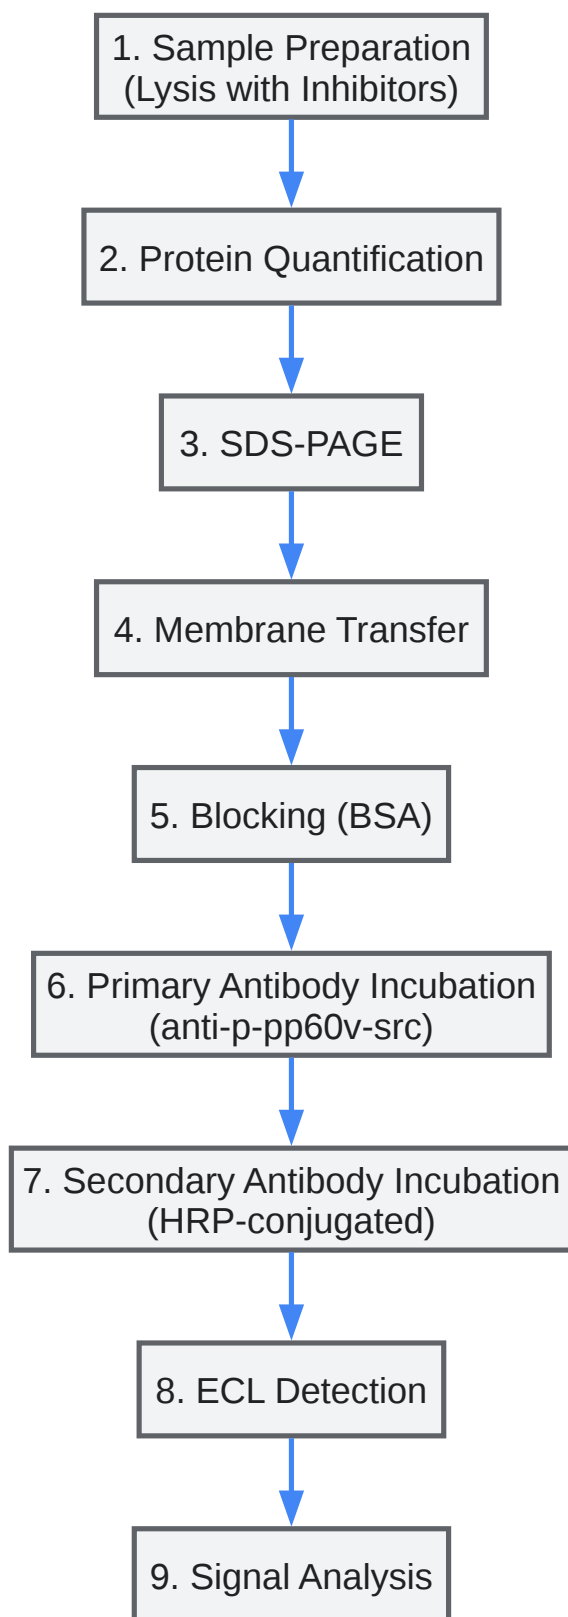 1. Sample Preparation
(Lysis with Inhibitors)
2. Protein Quantification
3. SDS-PAGE
4. Membrane Transfer
5. Blocking (BSA)
6. Primary Antibody Incubation
(anti-p-pp60v-src)
7. Secondary Antibody Incubation
(HRP-conjugated)
8. ECL Detection
9. Signal Analysis